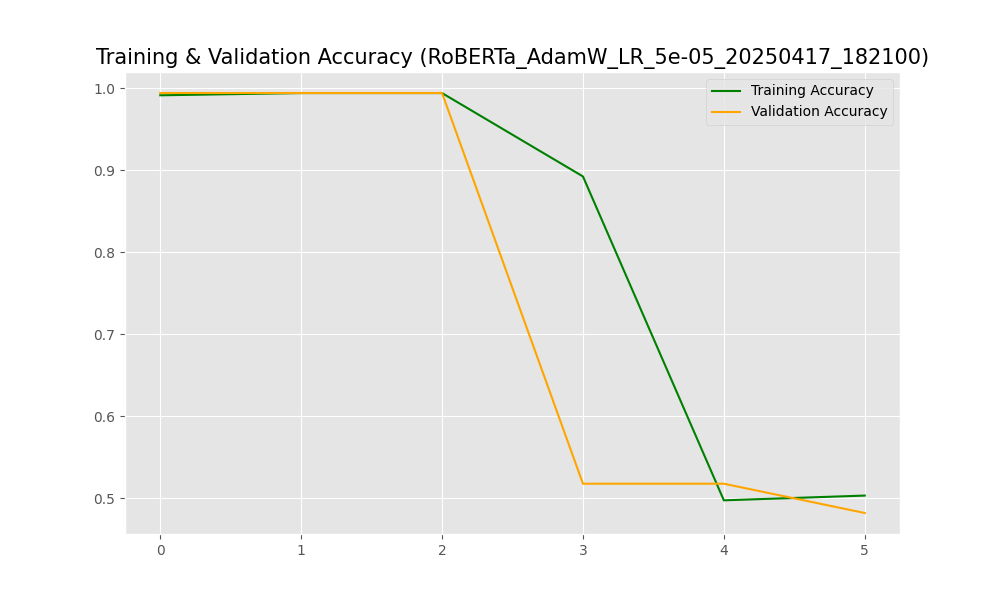 Training & Validation Accuracy (RoBERTa_AdamW_LR_5e-05_20250417_182100)
Training Accuracy
Validation Accuracy
1.0
0.9
0.8
0.7
0.6
0.5
0 1 2 3 4 5